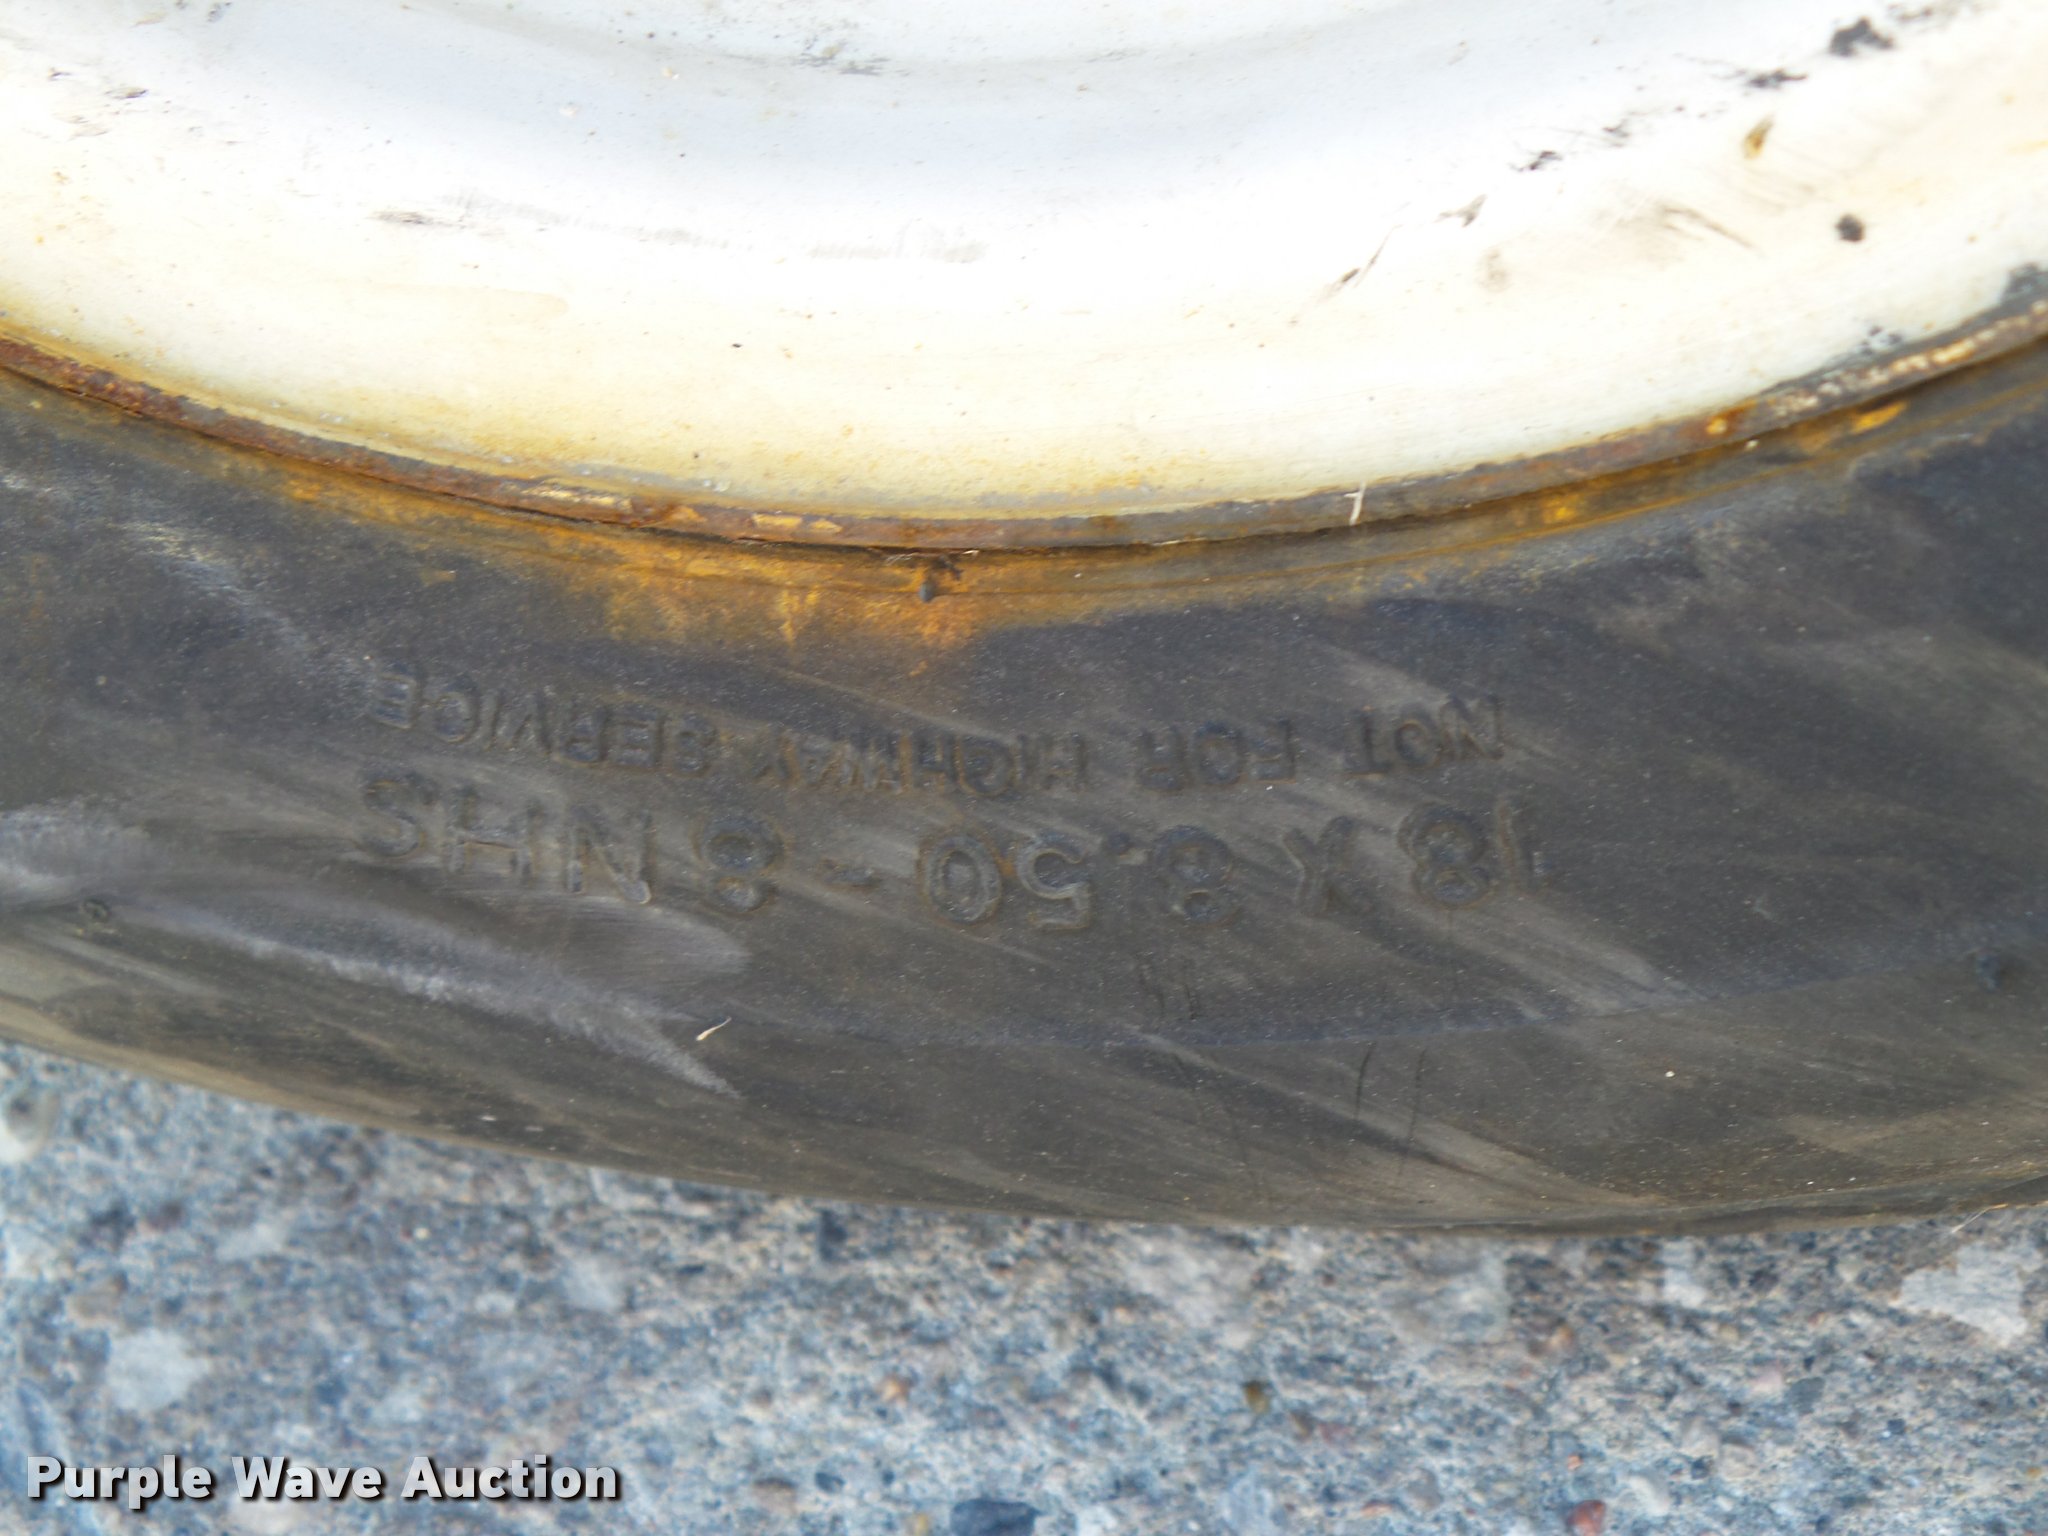 18 X 8.50 - 8 NHS
NOT FOR HIGHWAY SERVICE
Purple Wave Auction